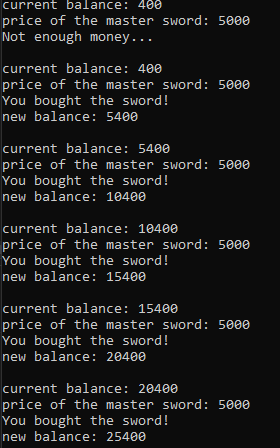 current balance: 400
price of the master sword: 5000
Not enough money...
current balance: 400
price of the master sword: 5000
You bought the sword!
new balance: 5400
current balance: 5400
price of the master sword: 5000
You bought the sword!
new balance: 10400
current balance: 10400
price of the master sword: 5000
You bought the sword!
new balance: 15400
current balance: 15400
price of the master sword: 5000
You bought the sword!
new balance: 20400
current balance: 20400
price of the master sword: 5000
You bought the sword!
new balance: 25400